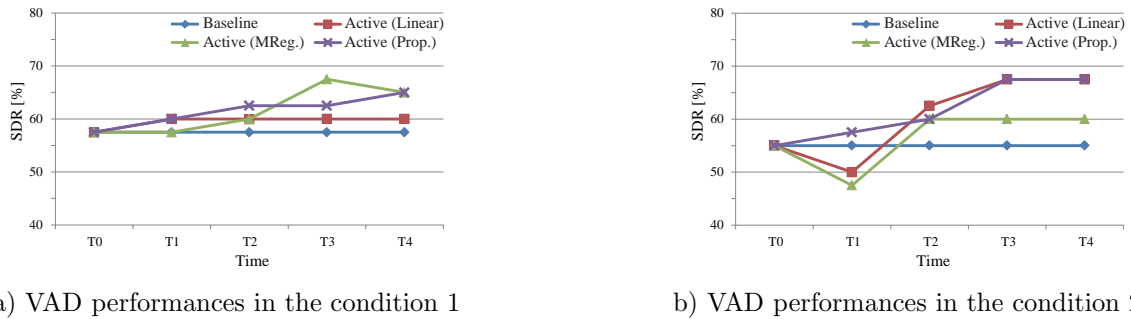 80
70
60
50
40
SDR [%]
Baseline
Active (Linear)
Active (MReg.)
Active (Prop.)
T0 T1 T2 T3 T4
Time
a) VAD performances in the condition 1
80
70
60
50
40
SDR [%]
Baseline
Active (Linear)
Active (MReg.)
Active (Prop.)
T0 T1 T2 T3 T4
Time
b) VAD performances in the condition 2